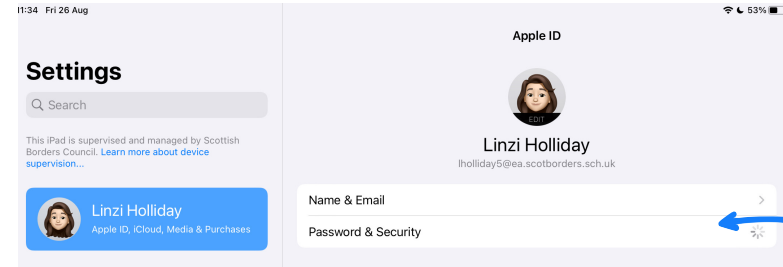 11:34 Fri 26 Aug
53%
Apple ID
Settings
Search
This iPad is supervised and managed by Scottish
Borders Council. Learn more about device
supervision...
EDIT
Linzi Holliday
lholliday5@ea.scotborders.sch.uk
Linzi Holliday
Apple ID, iCloud, Media & Purchases
Name & Email
Password & Security